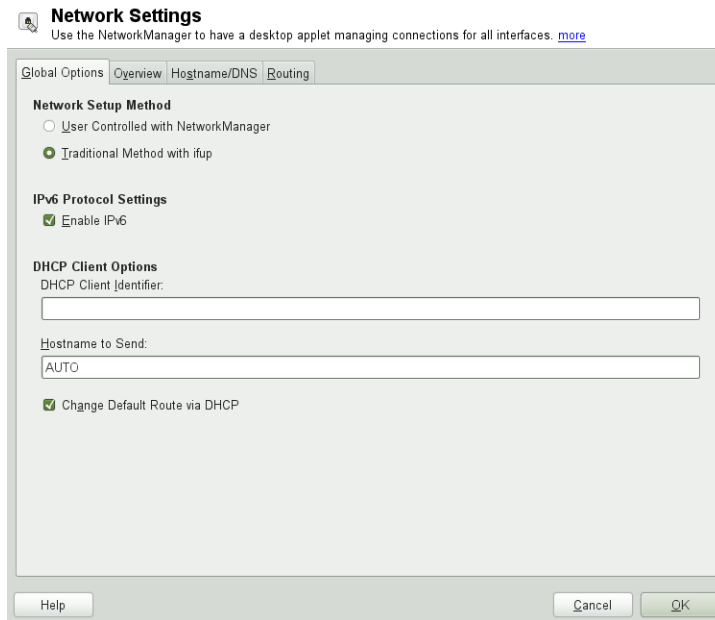 Network Settings
Use the NetworkManager to have a desktop applet managing connections for all interfaces. more
Global Options Overview Hostname/DNS Routing
Network Setup Method
User Controlled with NetworkManager
Traditional Method with ifup
IPv6 Protocol Settings
Enable IPv6
DHCP Client Options
DHCP Client Identifier:
Hostname to Send:
AUTO
Change Default Route via DHCP
Help Cancel OK